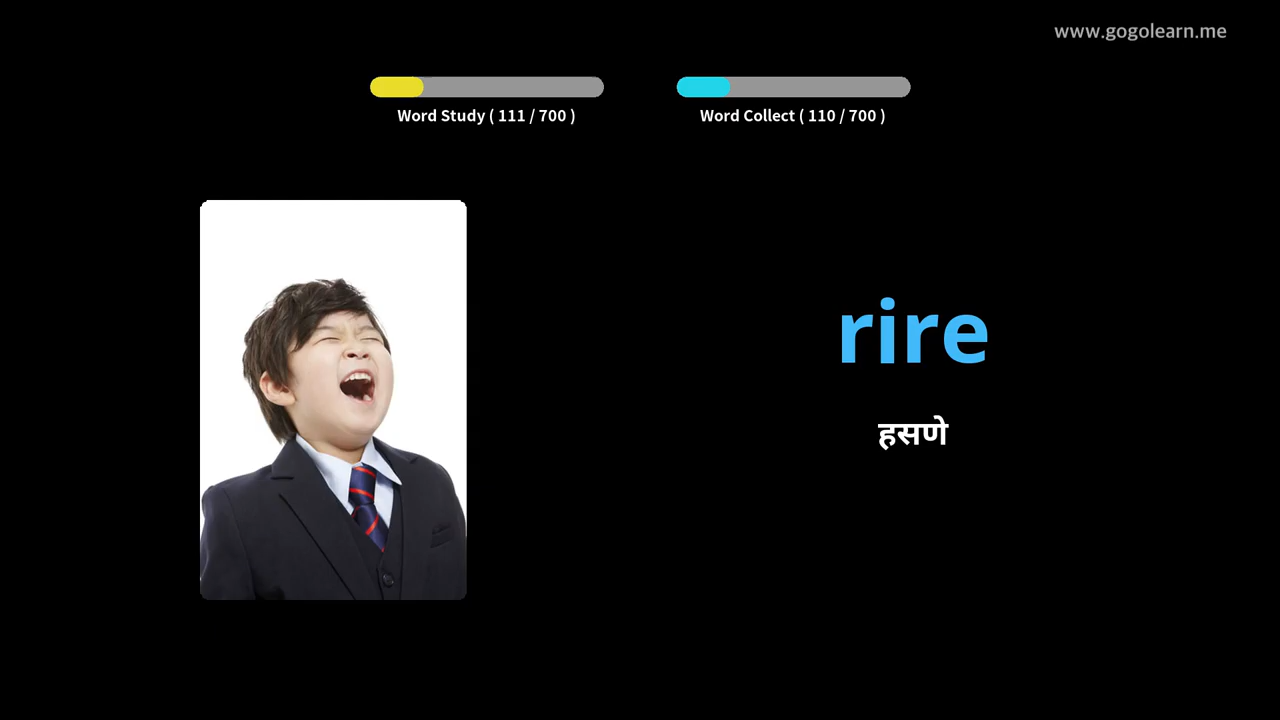 www.gogolearn.me
Word Study ( 111 / 700 )
Word Collect ( 110 / 700 )
rire
हसणे